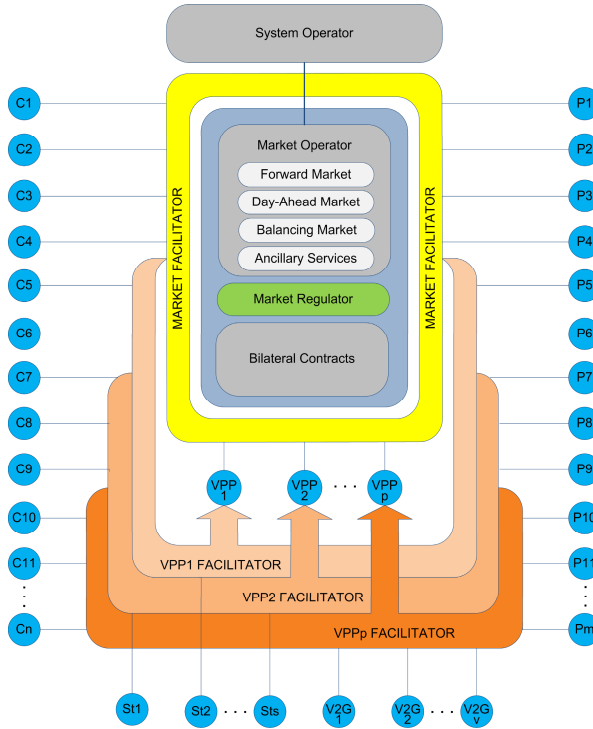 System Operator
C1
P1
Market Operator
C2
P2
Forward Market
C3
P3
Day-Ahead Market
Balancing Market
C4
P4
Ancillary Services
MARKET FACILITATOR
MARKET FACILITATOR
C5
P5
Market Regulator
C6
P6
Bilateral Contracts
C7
P7
C8
P8
C9
P9
VPP
1
VPP
2
. . .
VPP
p
C10
P10
C11
P11
VPP1 FACILITATOR
VPP2 FACILITATOR
Cn
Pm
VPPp FACILITATOR
St1
St2
. . .
Sts
V2G
1
V2G
2
. . .
V2G
v